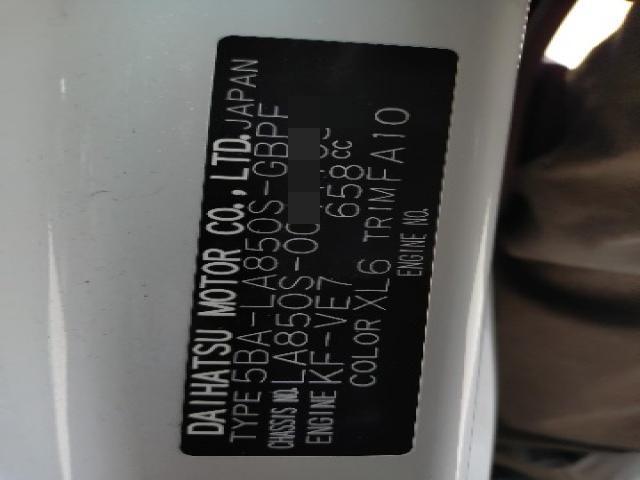 DAIHATSU MOTOR CO., LTD. JAPAN
TYPE 5BA-LA850S-GBPF
CHASSIS NO. LA850S-00
ENGINE KF-VE7 658cc
COLOR XL6 TRIM FA10
ENGINE NO.